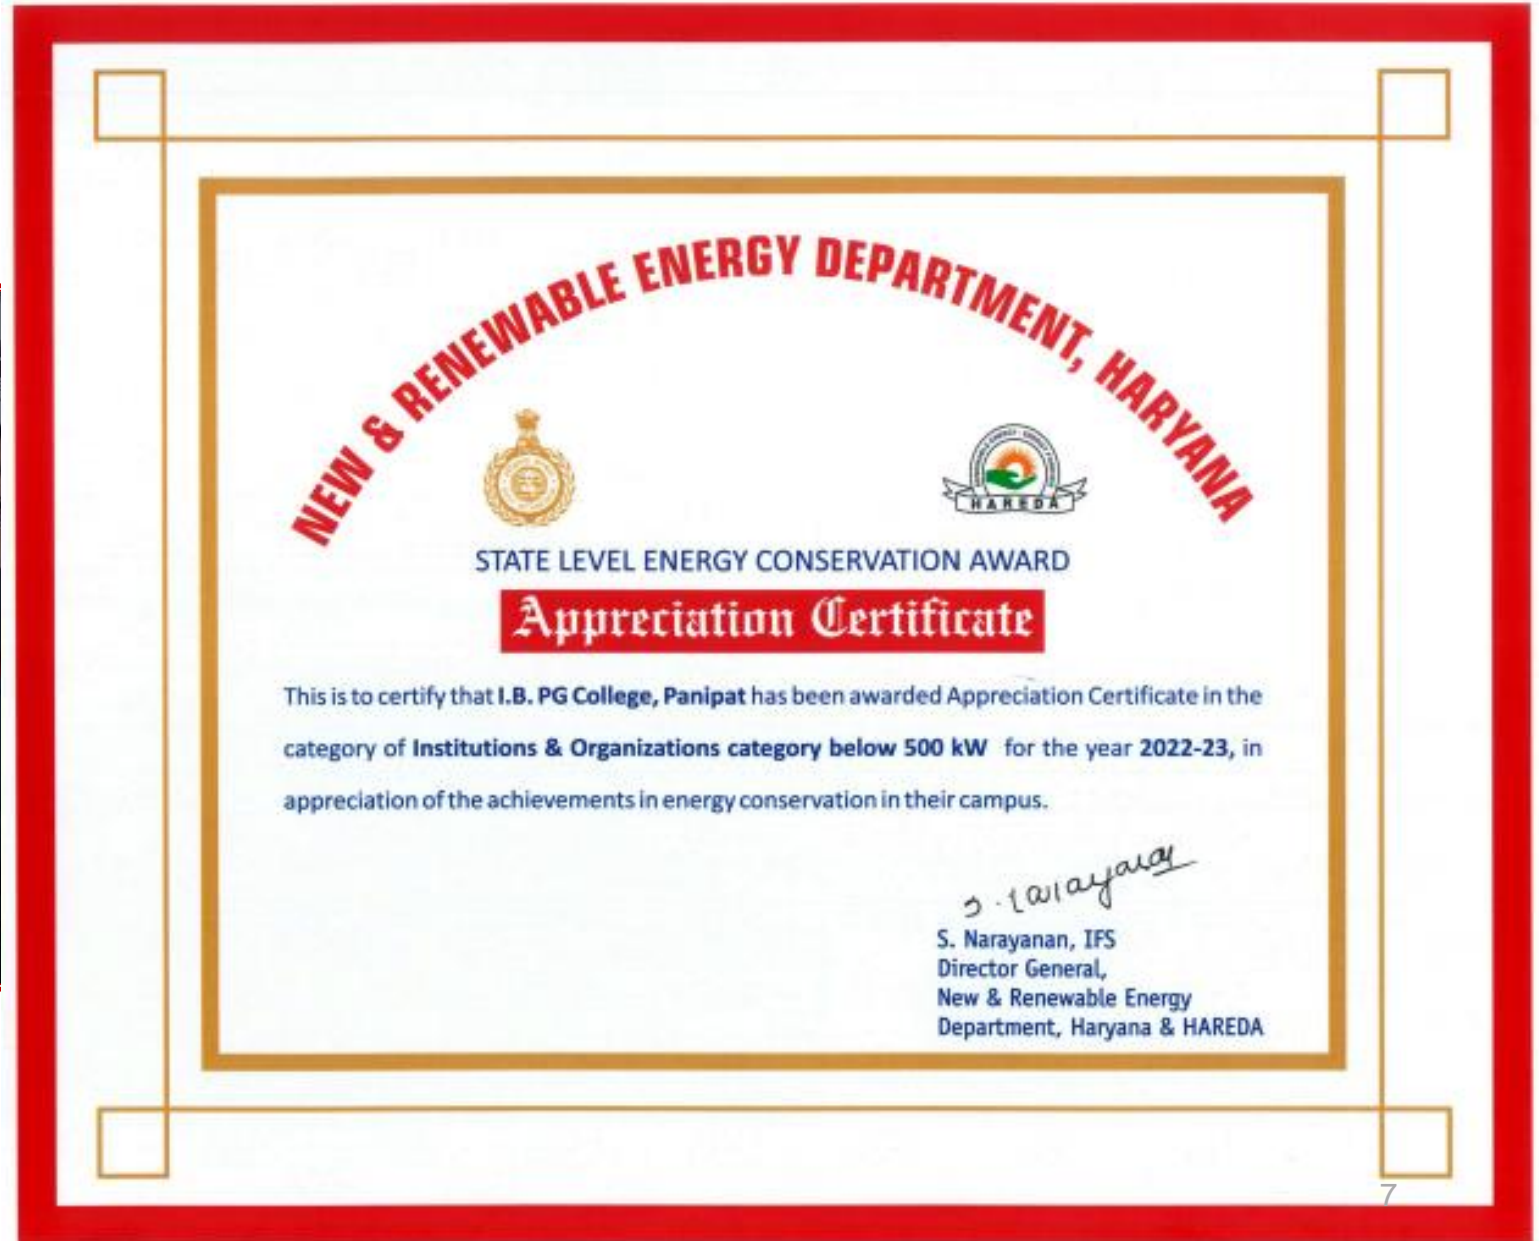 NEW & RENEWABLE ENERGY DEPARTMENT, HARYANA
HAREDA
STATE LEVEL ENERGY CONSERVATION AWARD
Appreciation Certificate
This is to certify that I.B. PG College, Panipat has been awarded Appreciation Certificate in the
category of Institutions & Organizations category below 500 kW for the year 2022-23, in
appreciation of the achievements in energy conservation in their campus.
S. Narayanan, IFS
Director General,
New & Renewable Energy
Department, Haryana & HAREDA
7